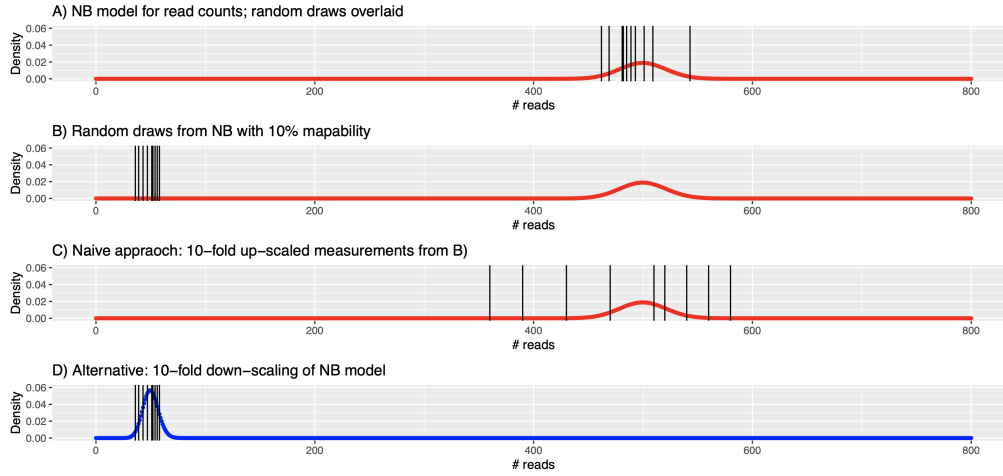 A) NB model for read counts; random draws overlaid
Density
0.06
0.04
0.02
0.00
0 200 400 600 800
# reads
B) Random draws from NB with 10% mapability
Density
0.06
0.04
0.02
0.00
0 200 400 600 800
# reads
C) Naive appraoch: 10−fold up−scaled measurements from B)
Density
0.06
0.04
0.02
0.00
0 200 400 600 800
# reads
D) Alternative: 10−fold down−scaling of NB model
Density
0.06
0.04
0.02
0.00
0 200 400 600 800
# reads